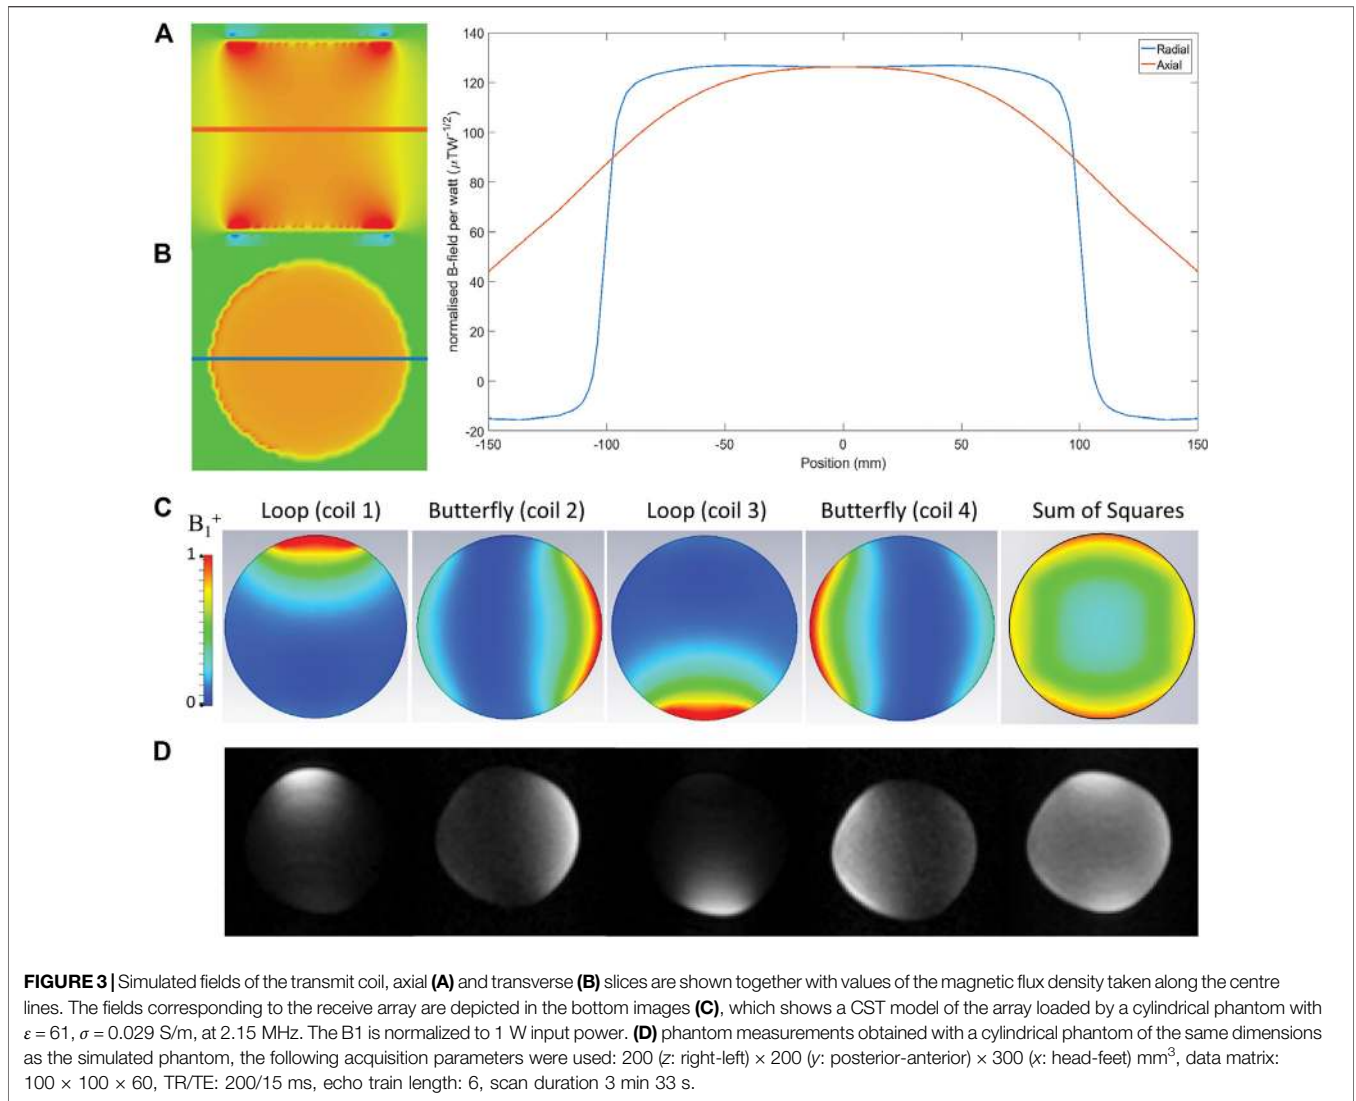 A
B
140
120
100
80
60
40
20
0
-20
-150
-100
-50
0
50
100
150
normalised B-field per watt (μTW⁻¹/²)
Position (mm)
Radial
Axial
C
B₁⁺
1
0
Loop (coil 1)
Butterfly (coil 2)
Loop (coil 3)
Butterfly (coil 4)
Sum of Squares
D
FIGURE 3 | Simulated fields of the transmit coil, axial (A) and transverse (B) slices are shown together with values of the magnetic flux density taken along the centre
lines. The fields corresponding to the receive array are depicted in the bottom images (C), which shows a CST model of the array loaded by a cylindrical phantom with
ε = 61, σ = 0.029 S/m, at 2.15 MHz. The B1 is normalized to 1 W input power. (D) phantom measurements obtained with a cylindrical phantom of the same dimensions
as the simulated phantom, the following acquisition parameters were used: 200 (z: right-left) × 200 (y: posterior-anterior) × 300 (x: head-feet) mm³, data matrix:
100 × 100 × 60, TR/TE: 200/15 ms, echo train length: 6, scan duration 3 min 33 s.